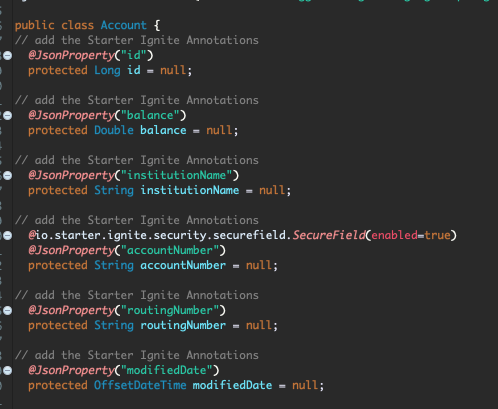 public class Account {
// add the Starter Ignite Annotations
@JsonProperty("id")
protected Long id = null;
// add the Starter Ignite Annotations
@JsonProperty("balance")
protected Double balance = null;
// add the Starter Ignite Annotations
@JsonProperty("institutionName")
protected String institutionName = null;
// add the Starter Ignite Annotations
@io.starter.ignite.security.securefield.SecureField(enabled=true)
@JsonProperty("accountNumber")
protected String accountNumber = null;
// add the Starter Ignite Annotations
@JsonProperty("routingNumber")
protected String routingNumber = null;
// add the Starter Ignite Annotations
@JsonProperty("modifiedDate")
protected OffsetDateTime modifiedDate = null;